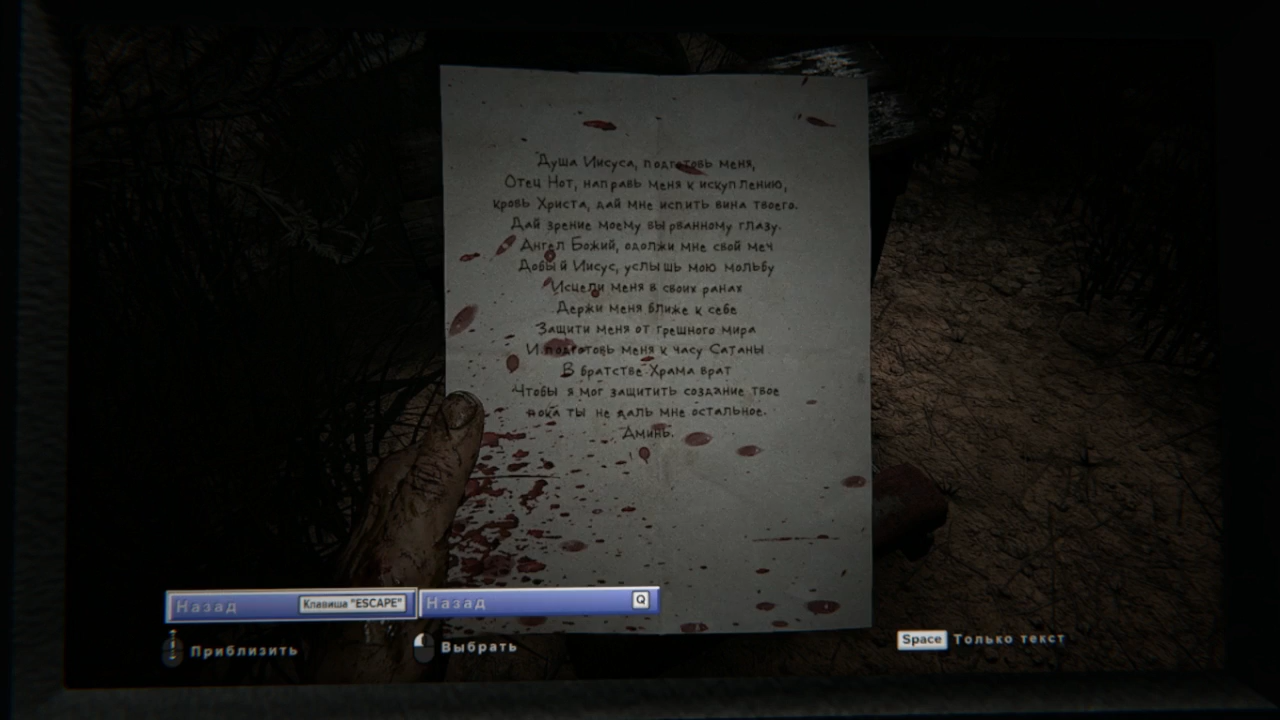 Душа Иисуса, подготовь меня,
Отец Нот, направь меня к искуплению,
кровь Христа, дай мне испить вина твоего.
Дай зрение моему вырванному глазу.
Ангел Божий, одолжи мне свой меч
Добый Иисус, услышь мою мольбу
Исцели меня в своих ранах
Держи меня ближе к себе
Защити меня от грешного мира
И подготовь меня к часу Сатаны
В братстве Храма врат
Чтобы я мог защитить создание твое
пока ты не даль мне остальное.
Аминь.
Назад Клавиша "ESCAPE" Назад Q
Приблизить Выбрать Space Только текст